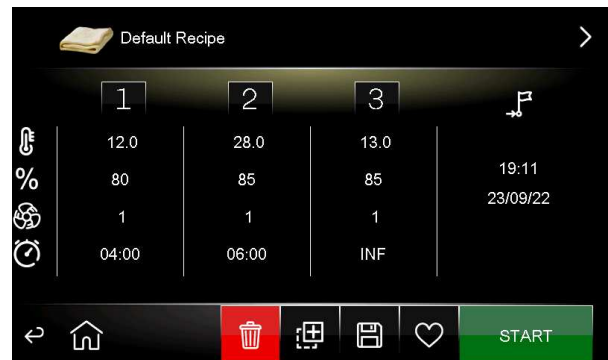 Default Recipe
1 2 3
12.0 28.0 13.0
% 80 85 85
19:11
23/09/22
1 1 1
04:00 06:00 INF
START